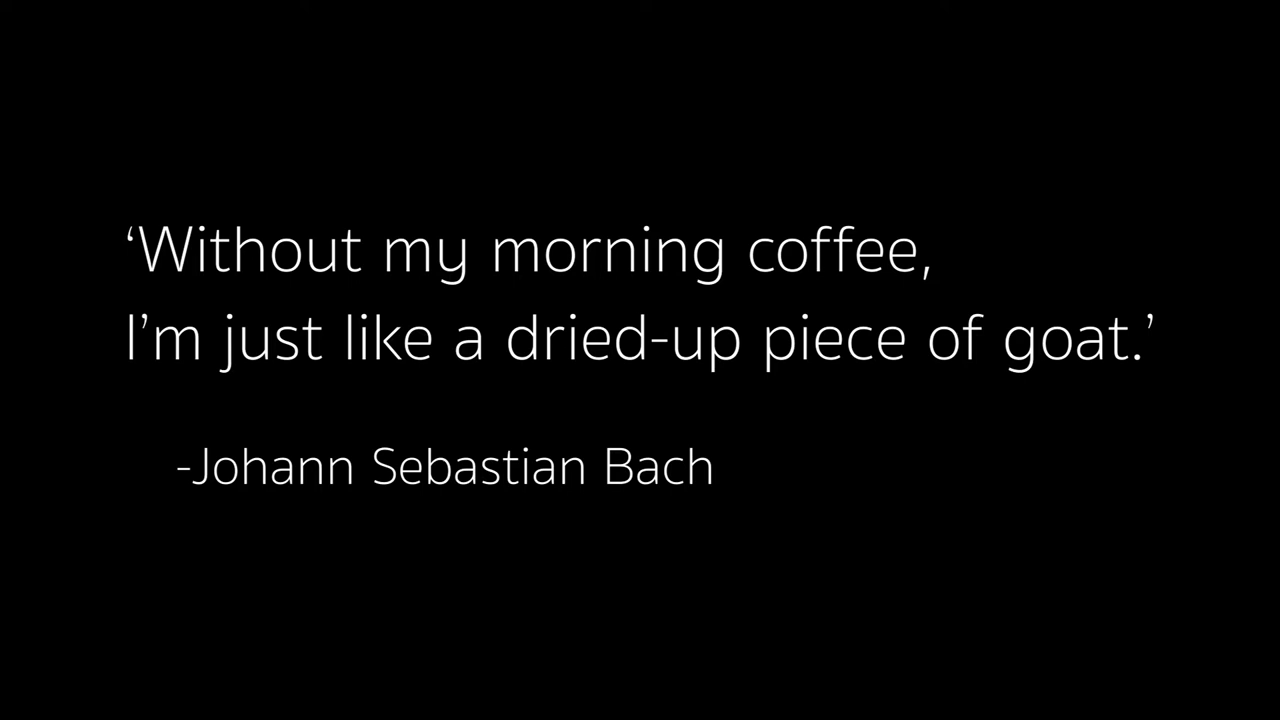 ‘Without my morning coffee,
I’m just like a dried-up piece of goat.’
-Johann Sebastian Bach